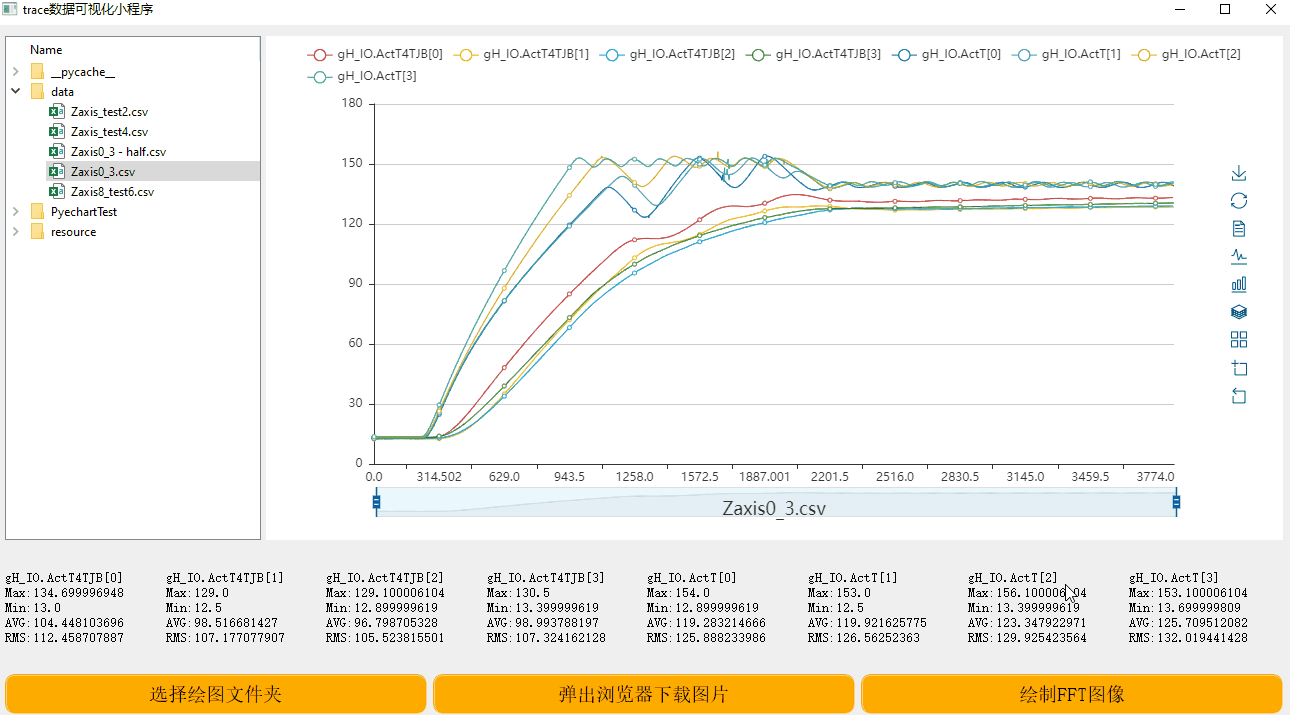 trace数据可视化小程序
Name
__pycache__
data
Zaxis_test2.csv
Zaxis_test4.csv
Zaxis0_3 - half.csv
Zaxis0_3.csv
Zaxis8_test6.csv
PyechartTest
resource
gH_IO.ActT4TJB[0] gH_IO.ActT4TJB[1] gH_IO.ActT4TJB[2] gH_IO.ActT4TJB[3] gH_IO.ActT[0] gH_IO.ActT[1] gH_IO.ActT[2]
gH_IO.ActT[3]
180
150
120
90
60
30
0
0.0 314.502 629.0 943.5 1258.0 1572.5 1887.001 2201.5 2516.0 2830.5 3145.0 3459.5 3774.0
Zaxis0_3.csv
gH_IO.ActT4TJB[0] gH_IO.ActT4TJB[1] gH_IO.ActT4TJB[2] gH_IO.ActT4TJB[3] gH_IO.ActT[0] gH_IO.ActT[1] gH_IO.ActT[2] gH_IO.ActT[3]
Max:134.699996948 Max:129.0 Max:129.100006104 Max:130.5 Max:154.0 Max:153.0 Max:156.100006104 Max:153.100006104
Min:13.0 Min:12.5 Min:12.899999619 Min:13.399999619 Min:12.899999619 Min:12.5 Min:13.399999619 Min:13.699999809
AVG:104.448103696 AVG:98.516681427 AVG:96.798705328 AVG:98.993788197 AVG:119.283214666 AVG:119.921625775 AVG:123.347922971 AVG:125.709512082
RMS:112.458707887 RMS:107.177077907 RMS:105.523815501 RMS:107.324162128 RMS:125.888233986 RMS:126.56252363 RMS:129.925423564 RMS:132.019441428
选择绘图文件夹 弹出浏览器下载图片 绘制FFT图像